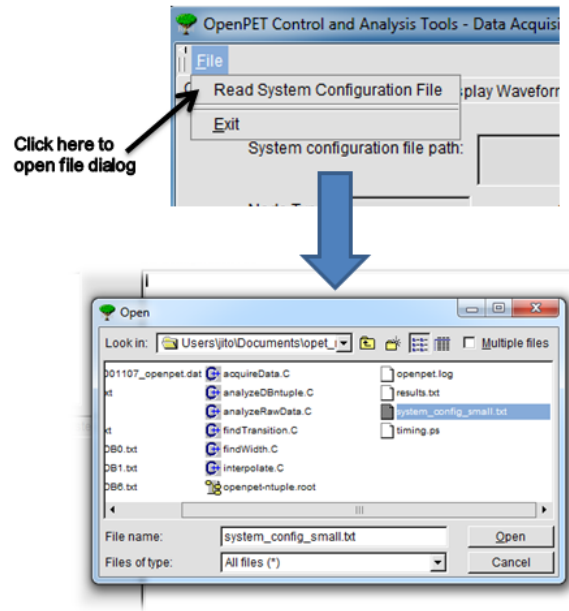 OpenPET Control and Analysis Tools - Data Acquisi
File
Read System Configuration File
splay Waveform
Exit
Click here to
open file dialog
System configuration file path:
Open
Look in: Users\jito\Documents\opet_
Multiple files
001107_openpet.dat acquireData.C openpet.log
xt analyzeDBntuple.C results.txt
analyzeRawData.C system_config_small.txt
xt findTransition.C timing.ps
DB0.txt findWidth.C
DB1.txt interpolate.C
DB6.txt openpet-ntuple.root
File name: system_config_small.txt Open
Files of type: All files (*) Cancel